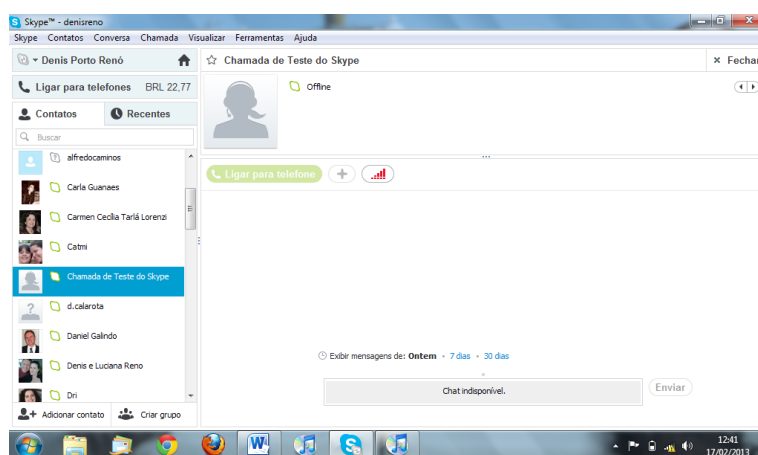 Skype™ - denisreno
Skype Contatos Conversa Chamada Visualizar Ferramentas Ajuda
Denis Porto Renó
Ligar para telefones BRL 22,77
Contatos Recentes
Buscar
alfredocaminos
Carla Guanaes
Carmen Cecília Tarlá Lorenzi
Catmi
Chamada de Teste do Skype
d.calarota
Daniel Galindo
Denis e Luciana Reno
Dri
Adicionar contato Criar grupo
Chamada de Teste do Skype × Fechar
Offline
Ligar para telefone
Exibir mensagens de: Ontem • 7 dias • 30 dias
Chat indisponível.
Enviar
12:41
17/02/2013